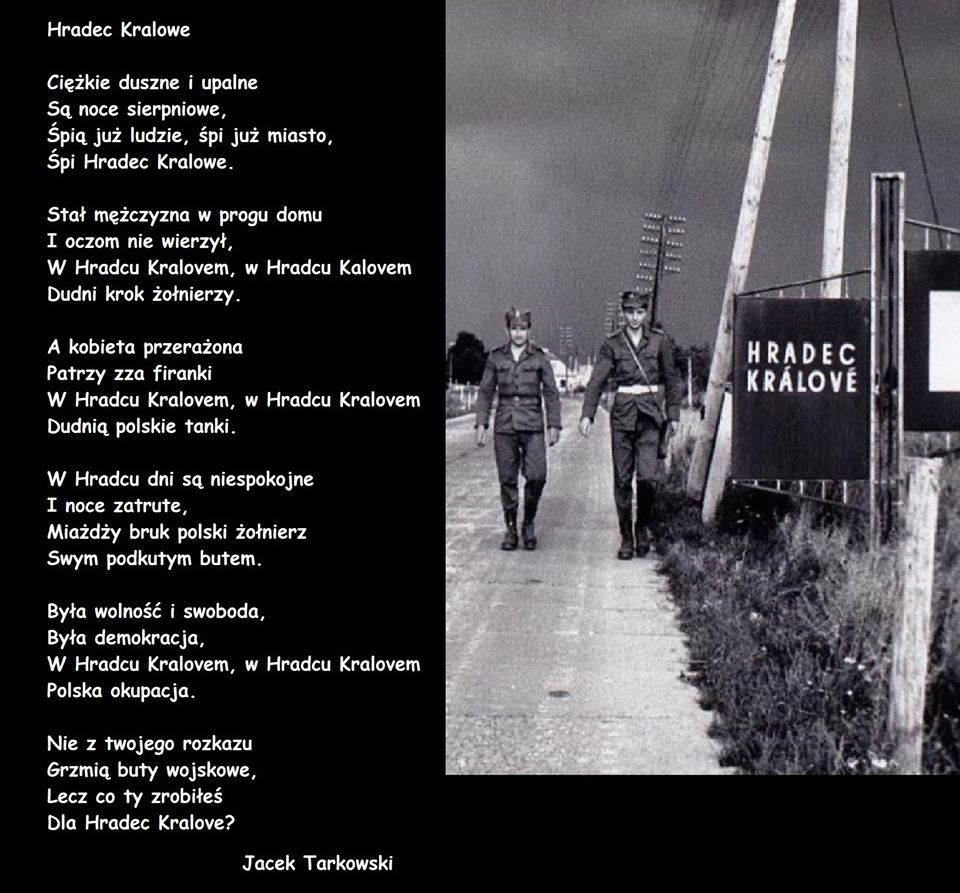 Hradec Kralowe
Ciężkie duszne i upalne
Są noce sierpniowe,
Śpią już ludzie, śpi już miasto,
Śpi Hradec Kralowe.
Stał mężczyzna w progu domu
I oczom nie wierzył,
W Hradcu Kralovem, w Hradcu Kalovem
Dudni krok żołnierzy.
A kobieta przerażona
Patrzy zza firanki
W Hradcu Kralovem, w Hradcu Kralovem
Dudnią polskie tanki.
W Hradcu dni są niespokojne
I noce zatrute,
Miażdży bruk polski żołnierz
Swym podkutym butem.
Była wolność i swoboda,
Była demokracja,
W Hradcu Kralovem, w Hradcu Kralovem
Polska okupacja.
Nie z twojego rozkazu
Grzmią buty wojskowe,
Lecz co ty zrobiłeś
Dla Hradec Kralove?
Jacek Tarkowski
HRADEC
KRÁLOVÉ